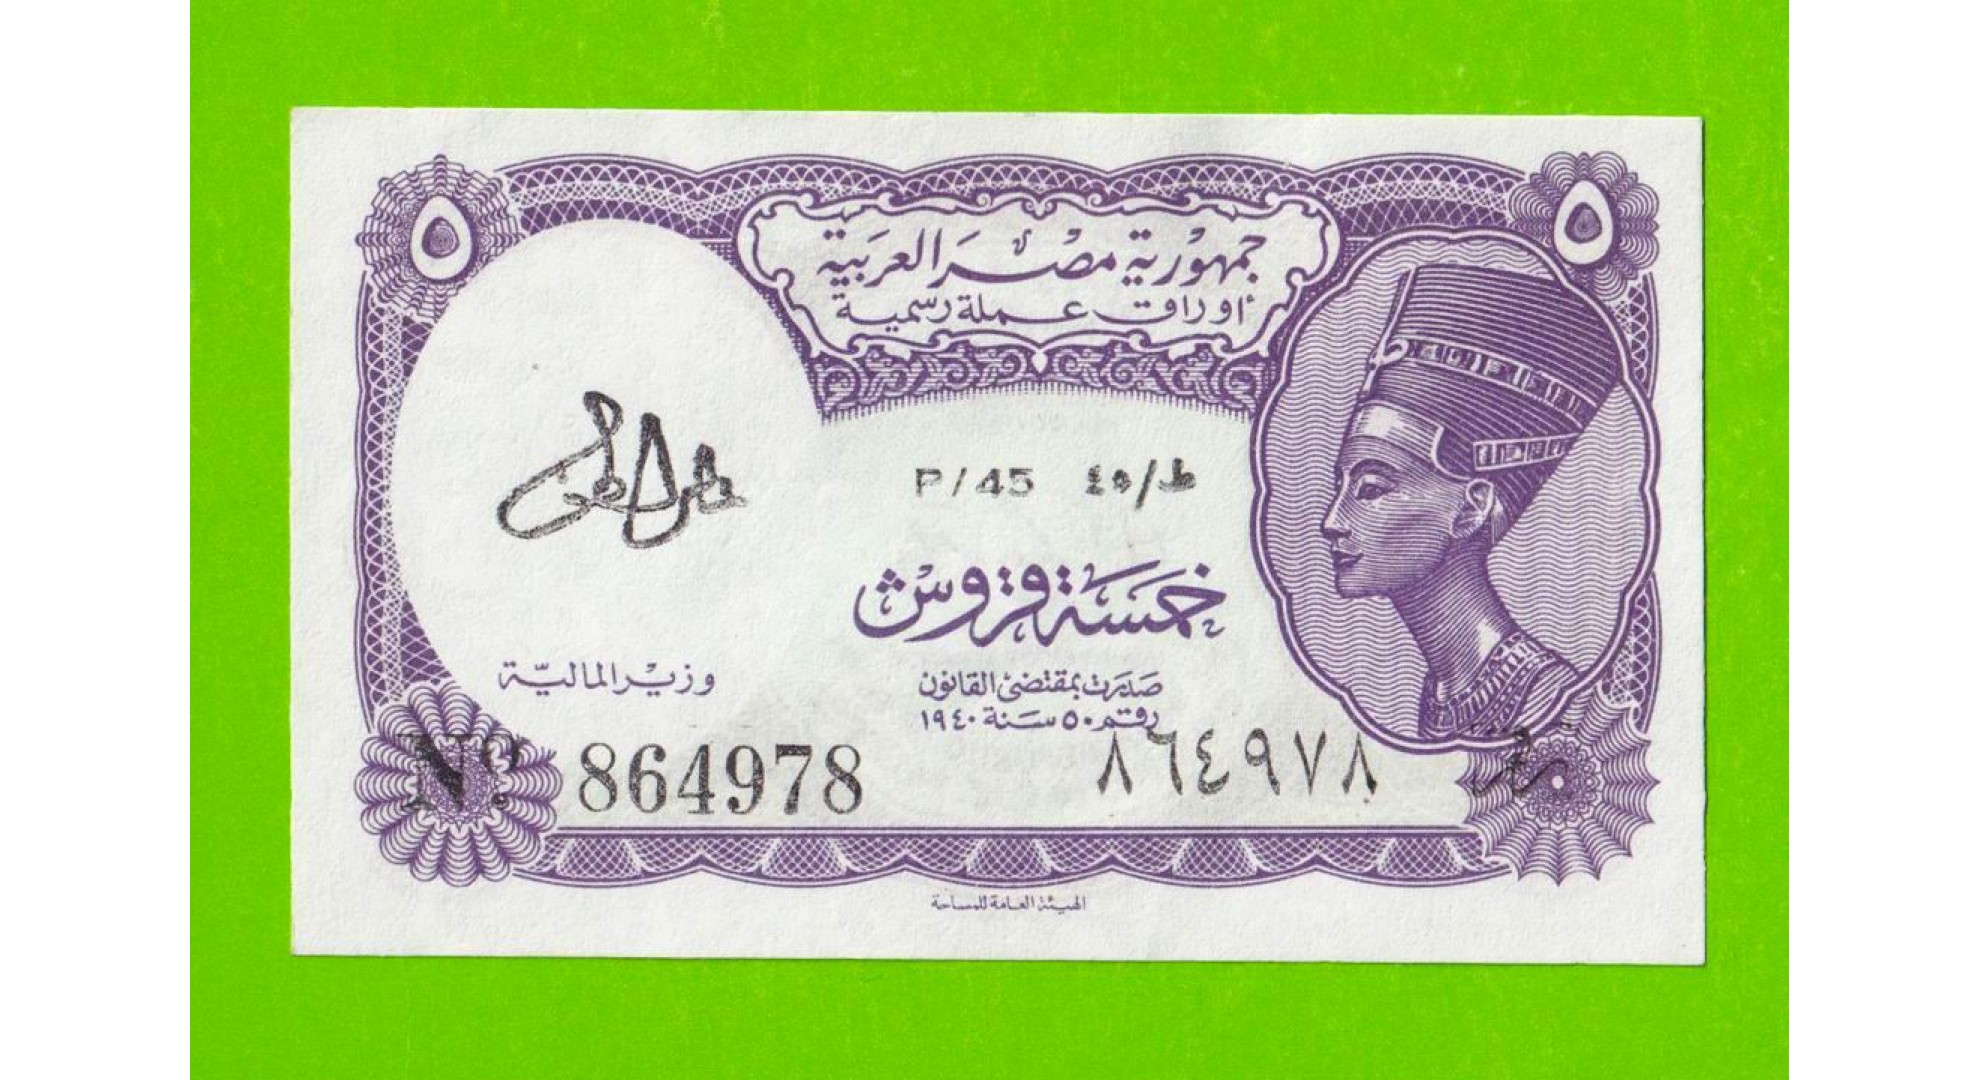 ٥ ٥
جمهورية مصر العربية
أوراق عملة رسمية
P/45 ٤٥/ط
خمسة قروش
وزير المالية
صدرت بمقتضى القانون
رقم ٥٠ سنة ١٩٤٠
Nº 864978 ٨٦٤٩٧٨
الهيئة العامة للمساحة